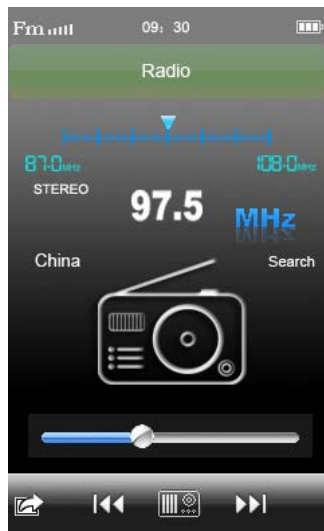 Fm 09: 30
Radio
87.0MHz 108.0MHz
STEREO
97.5 MHz
China Search